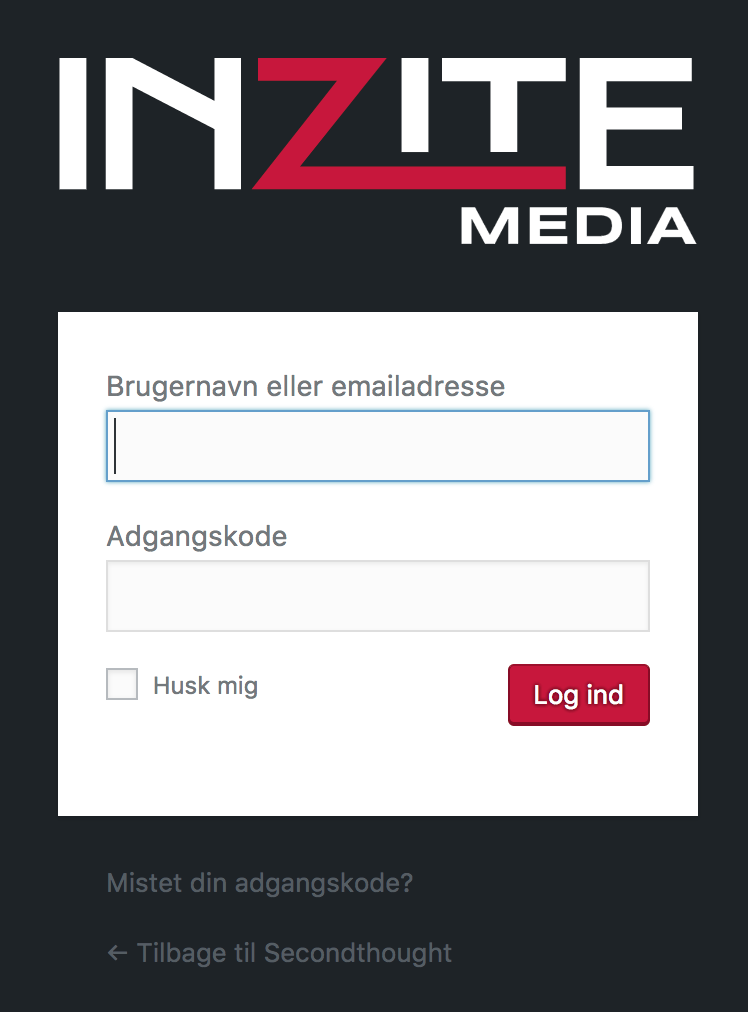 INZITE
MEDIA
Brugernavn eller emailadresse
Adgangskode
Husk mig
Log ind
Mistet din adgangskode?
← Tilbage til Secondthought